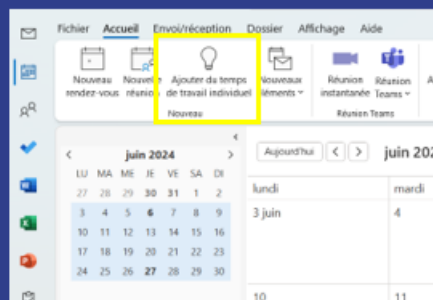 Fichier Accueil Envoi/réception Dossier Affichage Aide
Nouveau rendez-vous
Nouvelle réunion
Ajouter du temps de travail individuel
Réunion instantanée
Réunion Teams
Nouveau
Réunion Teams
juin 2024
LU MA ME JE VE SA DI
27 28 29 30 31 1 2
3 4 5 6 7 8 9
10 11 12 13 14 15 16
17 18 19 20 21 22 23
24 25 26 27 28 29 30
Aujourd'hui
juin 202
lundi mardi
3 juin 4
10 11